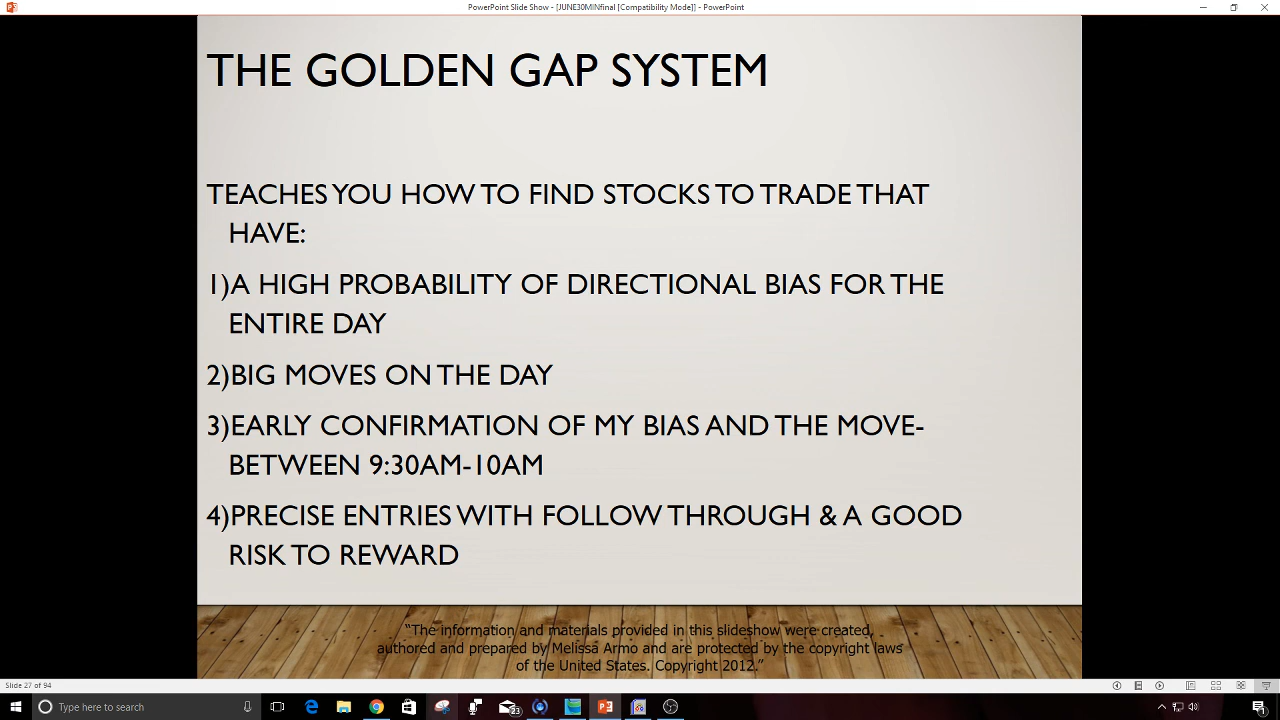 PowerPoint Slide Show - [JUNE30MINfinal [Compatibility Mode]] - PowerPoint
THE GOLDEN GAP SYSTEM
TEACHES YOU HOW TO FIND STOCKS TO TRADE THAT
HAVE:
1)A HIGH PROBABILITY OF DIRECTIONAL BIAS FOR THE
ENTIRE DAY
2)BIG MOVES ON THE DAY
3)EARLY CONFIRMATION OF MY BIAS AND THE MOVE-
BETWEEN 9:30AM-10AM
4)PRECISE ENTRIES WITH FOLLOW THROUGH & A GOOD
RISK TO REWARD
“The information and materials provided in this slideshow were created,
authored and prepared by Melissa Armo and are protected by the copyright laws
of the United States. Copyright 2012.”
Slide 27 of 94
Type here to search
23
1